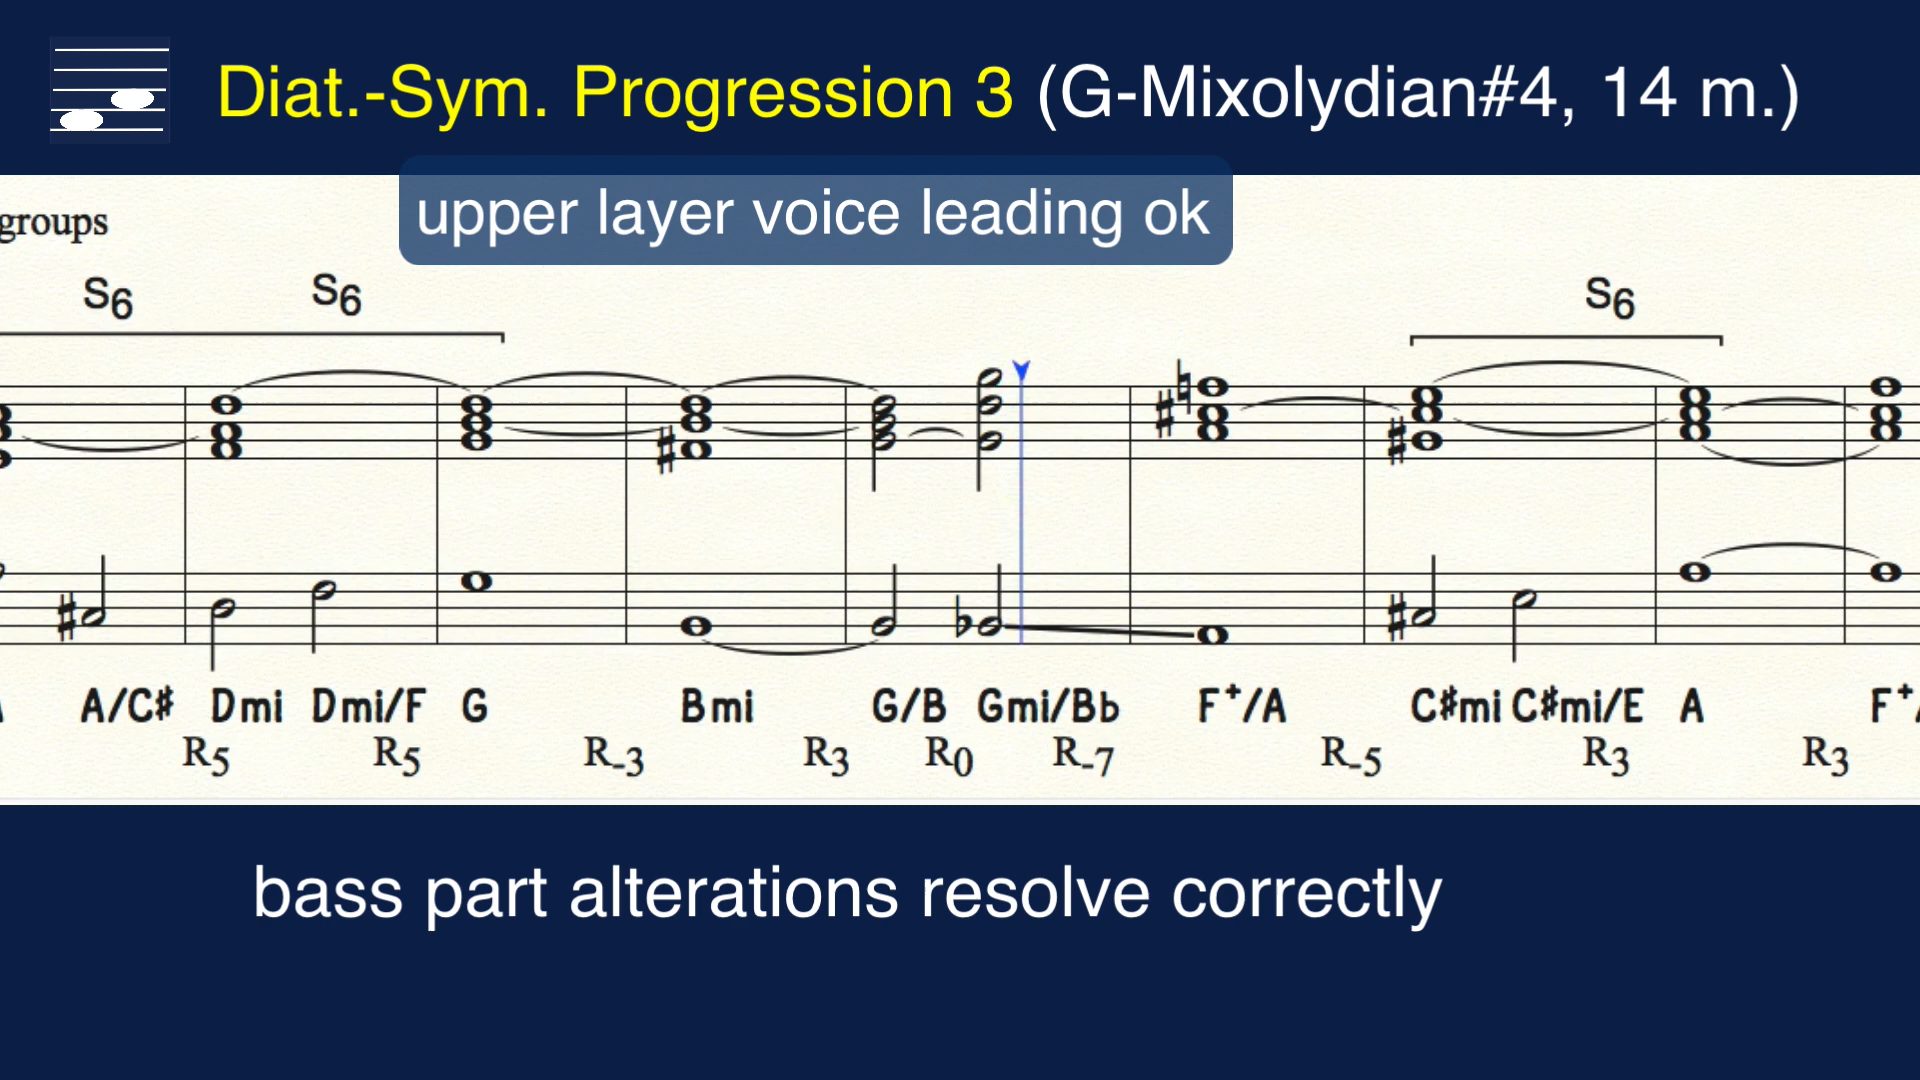 Diat.-Sym. Progression 3 (G-Mixolydian#4, 14 m.)
upper layer voice leading ok
groups
S6 S6 S6
A/C# Dmi Dmi/F G Bmi G/B Gmi/Bb F+/A C#mi C#mi/E A
R5 R5 R-3 R3 R0 R-7 R-5 R3 R3
bass part alterations resolve correctly